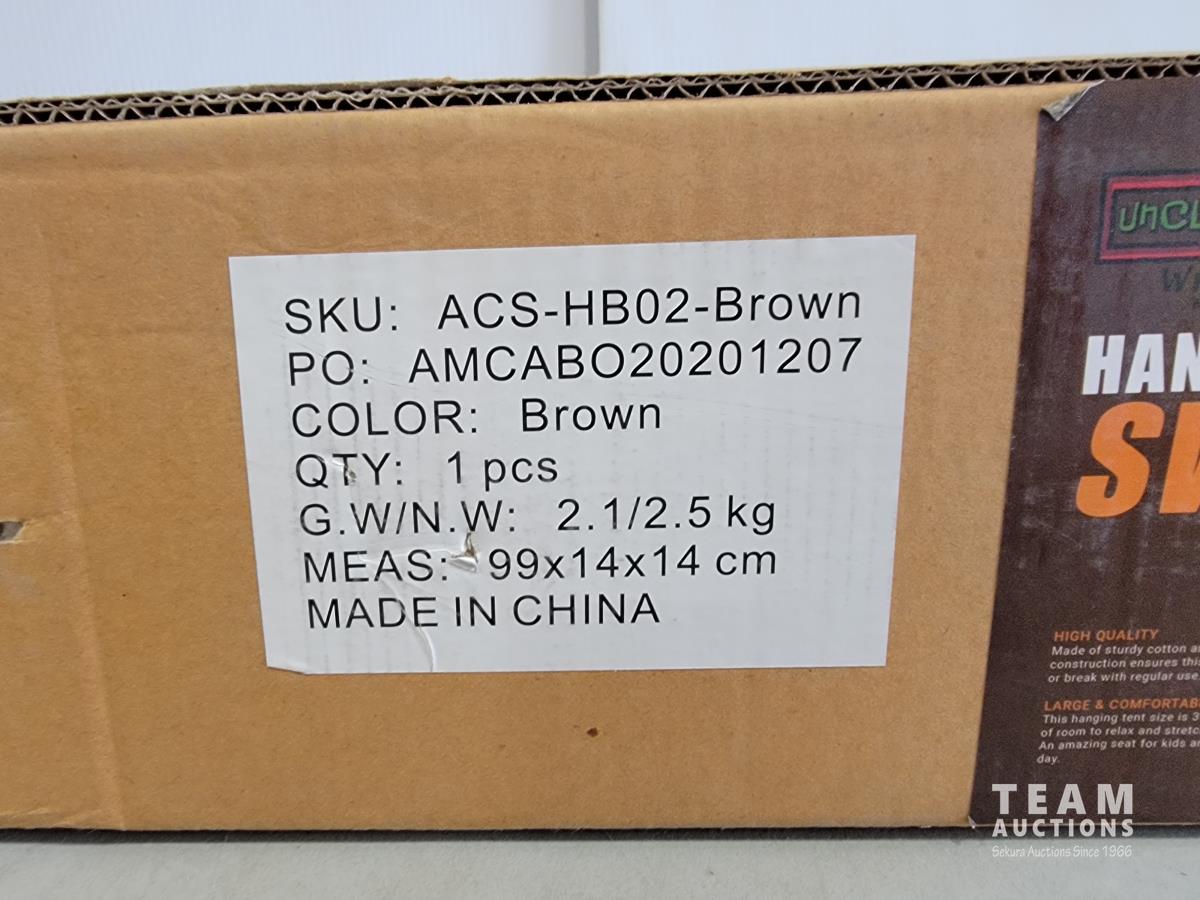 SKU: ACS-HB02-Brown
PO: AMCABO20201207
COLOR: Brown
QTY: 1 pcs
G.W/N.W: 2.1/2.5 kg
MEAS: 99x14x14 cm
MADE IN CHINA
HIGH QUALITY
Made of sturdy cotton
construction ensures
or break with regular use
LARGE &
This hanging tent size is
of room to relax and
An amazing seat for kids
day.
TEAM
AUCTIONS
Sekura Auctions Since 1966